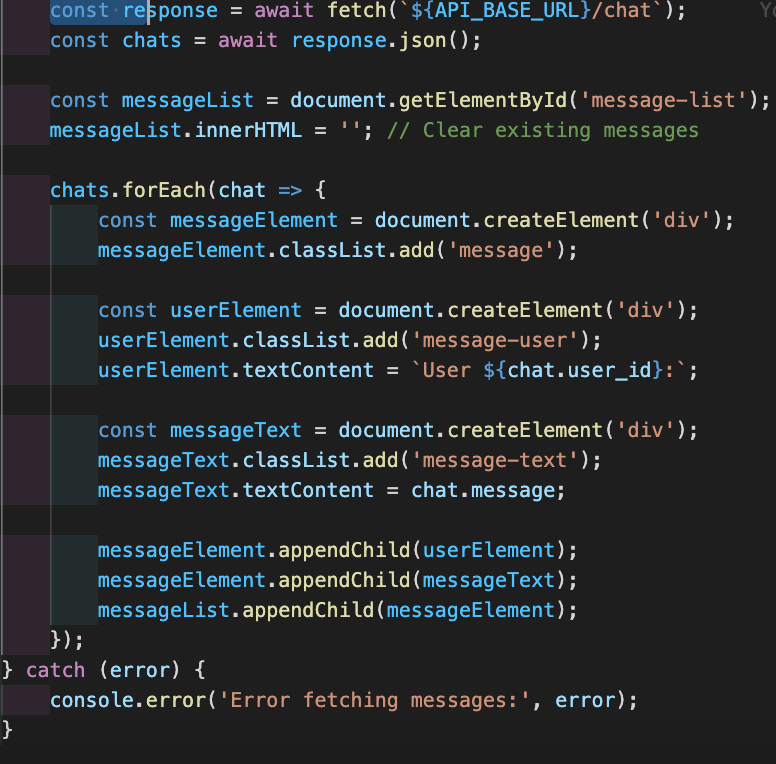 const response = await fetch(`${API_BASE_URL}/chat`);
const chats = await response.json();
const messageList = document.getElementById('message-list');
messageList.innerHTML = ''; // Clear existing messages
chats.forEach(chat => {
const messageElement = document.createElement('div');
messageElement.classList.add('message');
const userElement = document.createElement('div');
userElement.classList.add('message-user');
userElement.textContent = `User ${chat.user_id}:`;
const messageText = document.createElement('div');
messageText.classList.add('message-text');
messageText.textContent = chat.message;
messageElement.appendChild(userElement);
messageElement.appendChild(messageText);
messageList.appendChild(messageElement);
});
} catch (error) {
console.error('Error fetching messages:', error);
}